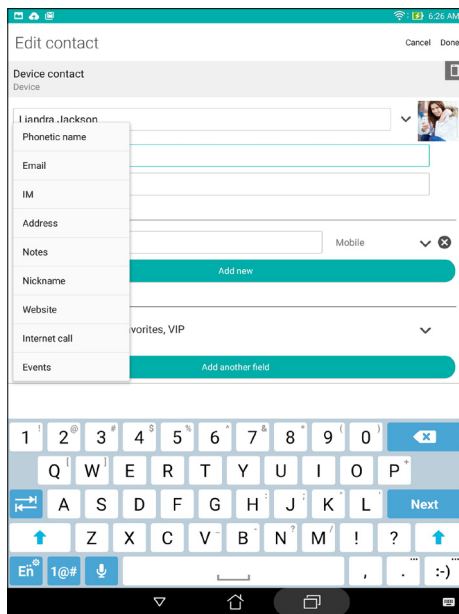 6:26 AM
Edit contact
Cancel Done
Device contact
Device
Liandra Jackson
Phonetic name
Email
IM
Address
Notes
Mobile
Add new
Nickname
Website
vorites, VIP
Internet call
Events
Add another field
1 ! 2 @ 3 # 4 $ 5 % 6 ^ 7 & 8 * 9 ( 0 )
Q [ W ] E R T Y U I O P +
A S D F G H : J ; K ' L "
Next
Z X C V - B N ? M / ! ?
En 1@# , . ... :-) ...